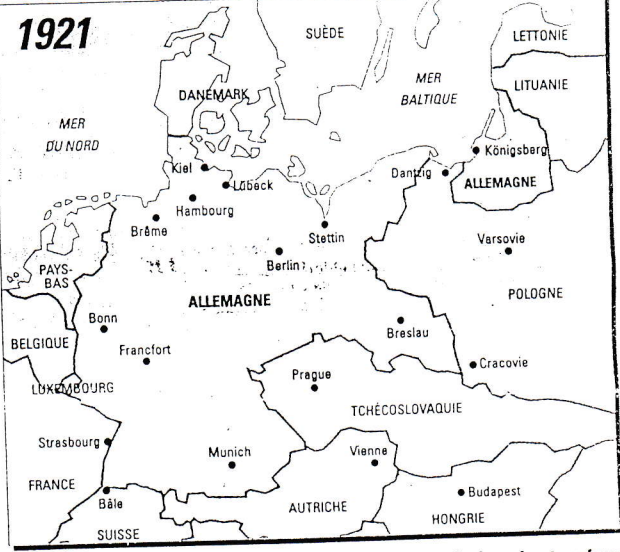 1921
SUÈDE
LETTONIE
DANEMARK
MER
BALTIQUE
LITUANIE
MER
DU NORD
Königsberg
Kiel
Dantzig
Lübeck
ALLEMAGNE
Hambourg
Brême
Stettin
Varsovie
Berlin
PAYS-
BAS
ALLEMAGNE
POLOGNE
Bonn
Breslau
BELGIQUE
Francfort
Cracovie
Prague
LUXEMBOURG
TCHÉCOSLOVAQUIE
Strasbourg
Munich
Vienne
FRANCE
Bâle
Budapest
AUTRICHE
HONGRIE
SUISSE